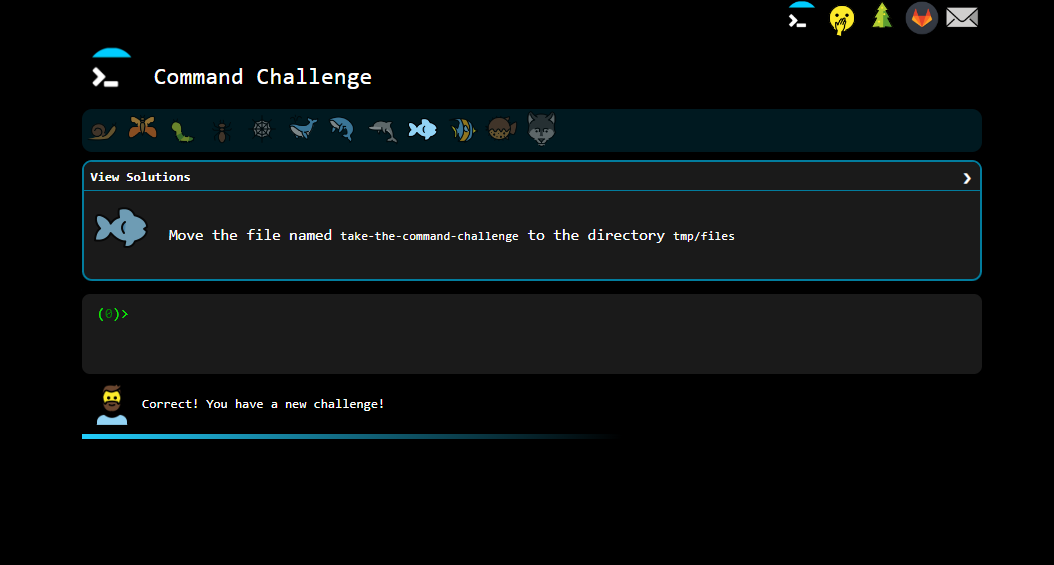 Command Challenge
View Solutions
Move the file named take-the-command-challenge to the directory tmp/files
(0)>
Correct! You have a new challenge!